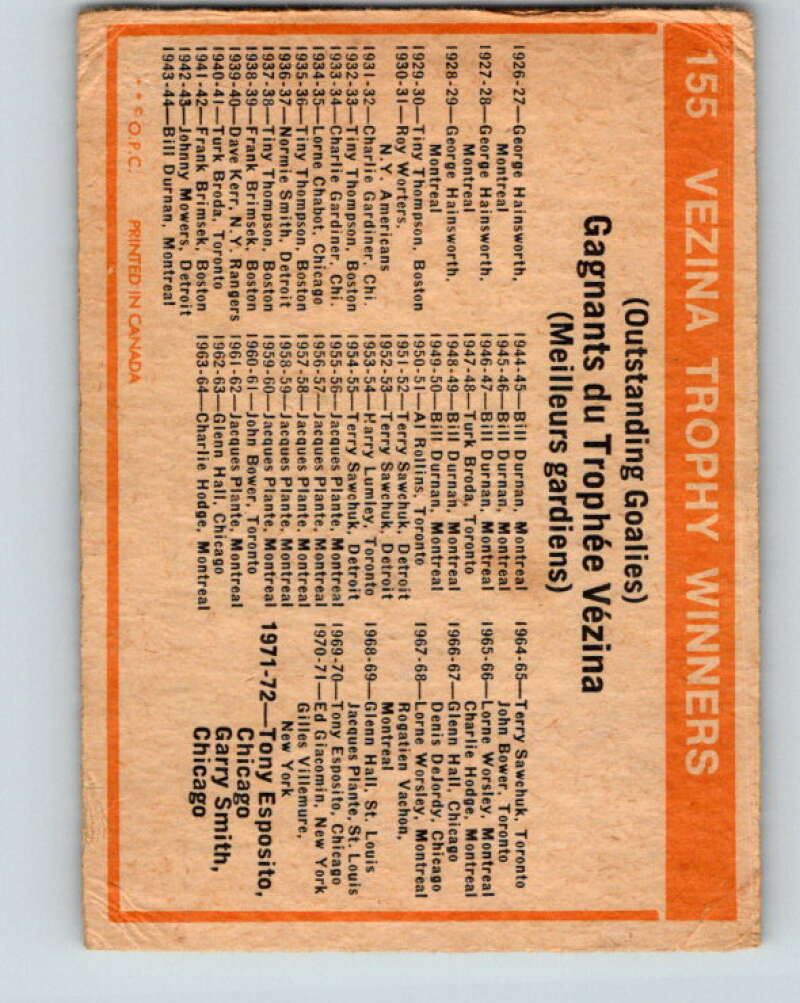 155 VEZINA TROPHY WINNERS
(Outstanding Goalies)
Gagnants du Trophée Vézina
(Meilleurs gardiens)
1926-27—George Hainsworth,
Montreal
1927-28—George Hainsworth,
Montreal
1928-29—George Hainsworth,
Montreal
1929-30—Tiny Thompson, Boston
1930-31—Roy Worters,
N.Y. Americans
1931-32—Charlie Gardiner, Chi.
1932-33—Tiny Thompson, Boston
1933-34—Charlie Gardiner, Chi.
1934-35—Lorne Chabot, Chicago
1935-36—Tiny Thompson, Boston
1936-37—Normie Smith, Detroit
1937-38—Tiny Thompson, Boston
1938-39—Frank Brimsek, Boston
1939-40—Dave Kerr, N.Y. Rangers
1940-41—Turk Broda, Toronto
1941-42—Frank Brimsek, Boston
1942-43—Johnny Mowers, Detroit
1943-44—Bill Durnan, Montreal
1944-45—Bill Durnan, Montreal
1945-46—Bill Durnan, Montreal
1946-47—Bill Durnan, Montreal
1947-48—Turk Broda, Toronto
1948-49—Bill Durnan, Montreal
1949-50—Bill Durnan, Montreal
1950-51—Al Rollins, Toronto
1951-52—Terry Sawchuk, Detroit
1952-53—Terry Sawchuk, Detroit
1953-54—Harry Lumley, Toronto
1954-55—Terry Sawchuk, Detroit
1955-56—Jacques Plante, Montreal
1956-57—Jacques Plante, Montreal
1957-58—Jacques Plante, Montreal
1958-59—Jacques Plante, Montreal
1959-60—Jacques Plante, Montreal
1960-61—John Bower, Toronto
1961-62—Jacques Plante, Montreal
1962-63—Glenn Hall, Chicago
1963-64—Charlie Hodge, Montreal
1964-65—Terry Sawchuk, Toronto
John Bower, Toronto
1965-66—Lorne Worsley, Montreal
Charlie Hodge, Montreal
1966-67—Glenn Hall, Chicago
Denis DeJordy, Chicago
1967-68—Lorne Worsley, Montreal
Rogatien Vachon,
Montreal
1968-69—Glenn Hall, St. Louis
Jacques Plante, St. Louis
1969-70—Tony Esposito, Chicago
1970-71—Ed Giacomin, New York
Gilles Villemure,
New York
1971-72—Tony Esposito,
Chicago
Garry Smith,
Chicago
* * © O.P.C. PRINTED IN CANADA